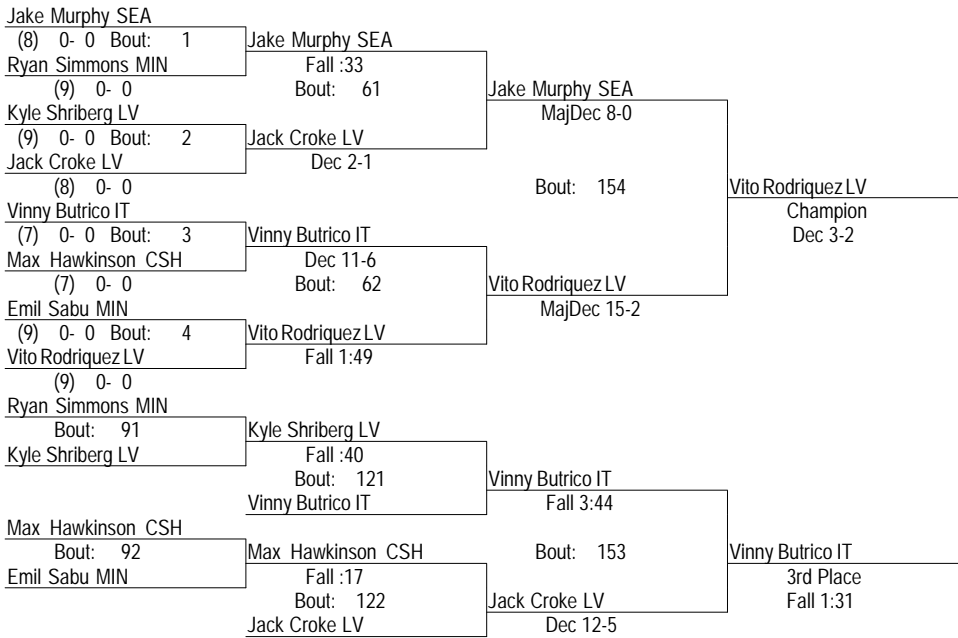 Jake Murphy SEA
(8) 0- 0 Bout: 1
Jake Murphy SEA
Ryan Simmons MIN
Fall :33
(9) 0- 0
Bout: 61
Jake Murphy SEA
Kyle Shriberg LV
MajDec 8-0
(9) 0- 0 Bout: 2
Jack Croke LV
Jack Croke LV
Dec 2-1
(8) 0- 0
Bout: 154
Vito Rodriquez LV
Vinny Butrico IT
Champion
(7) 0- 0 Bout: 3
Vinny Butrico IT
Dec 3-2
Max Hawkinson CSH
Dec 11-6
(7) 0- 0
Bout: 62
Vito Rodriquez LV
Emil Sabu MIN
MajDec 15-2
(9) 0- 0 Bout: 4
Vito Rodriquez LV
Vito Rodriquez LV
Fall 1:49
(9) 0- 0
Ryan Simmons MIN
Bout: 91
Kyle Shriberg LV
Kyle Shriberg LV
Fall :40
Bout: 121
Vinny Butrico IT
Vinny Butrico IT
Fall 3:44
Max Hawkinson CSH
Bout: 92
Max Hawkinson CSH
Bout: 153
Vinny Butrico IT
Emil Sabu MIN
Fall :17
3rd Place
Bout: 122
Jack Croke LV
Fall 1:31
Jack Croke LV
Dec 12-5